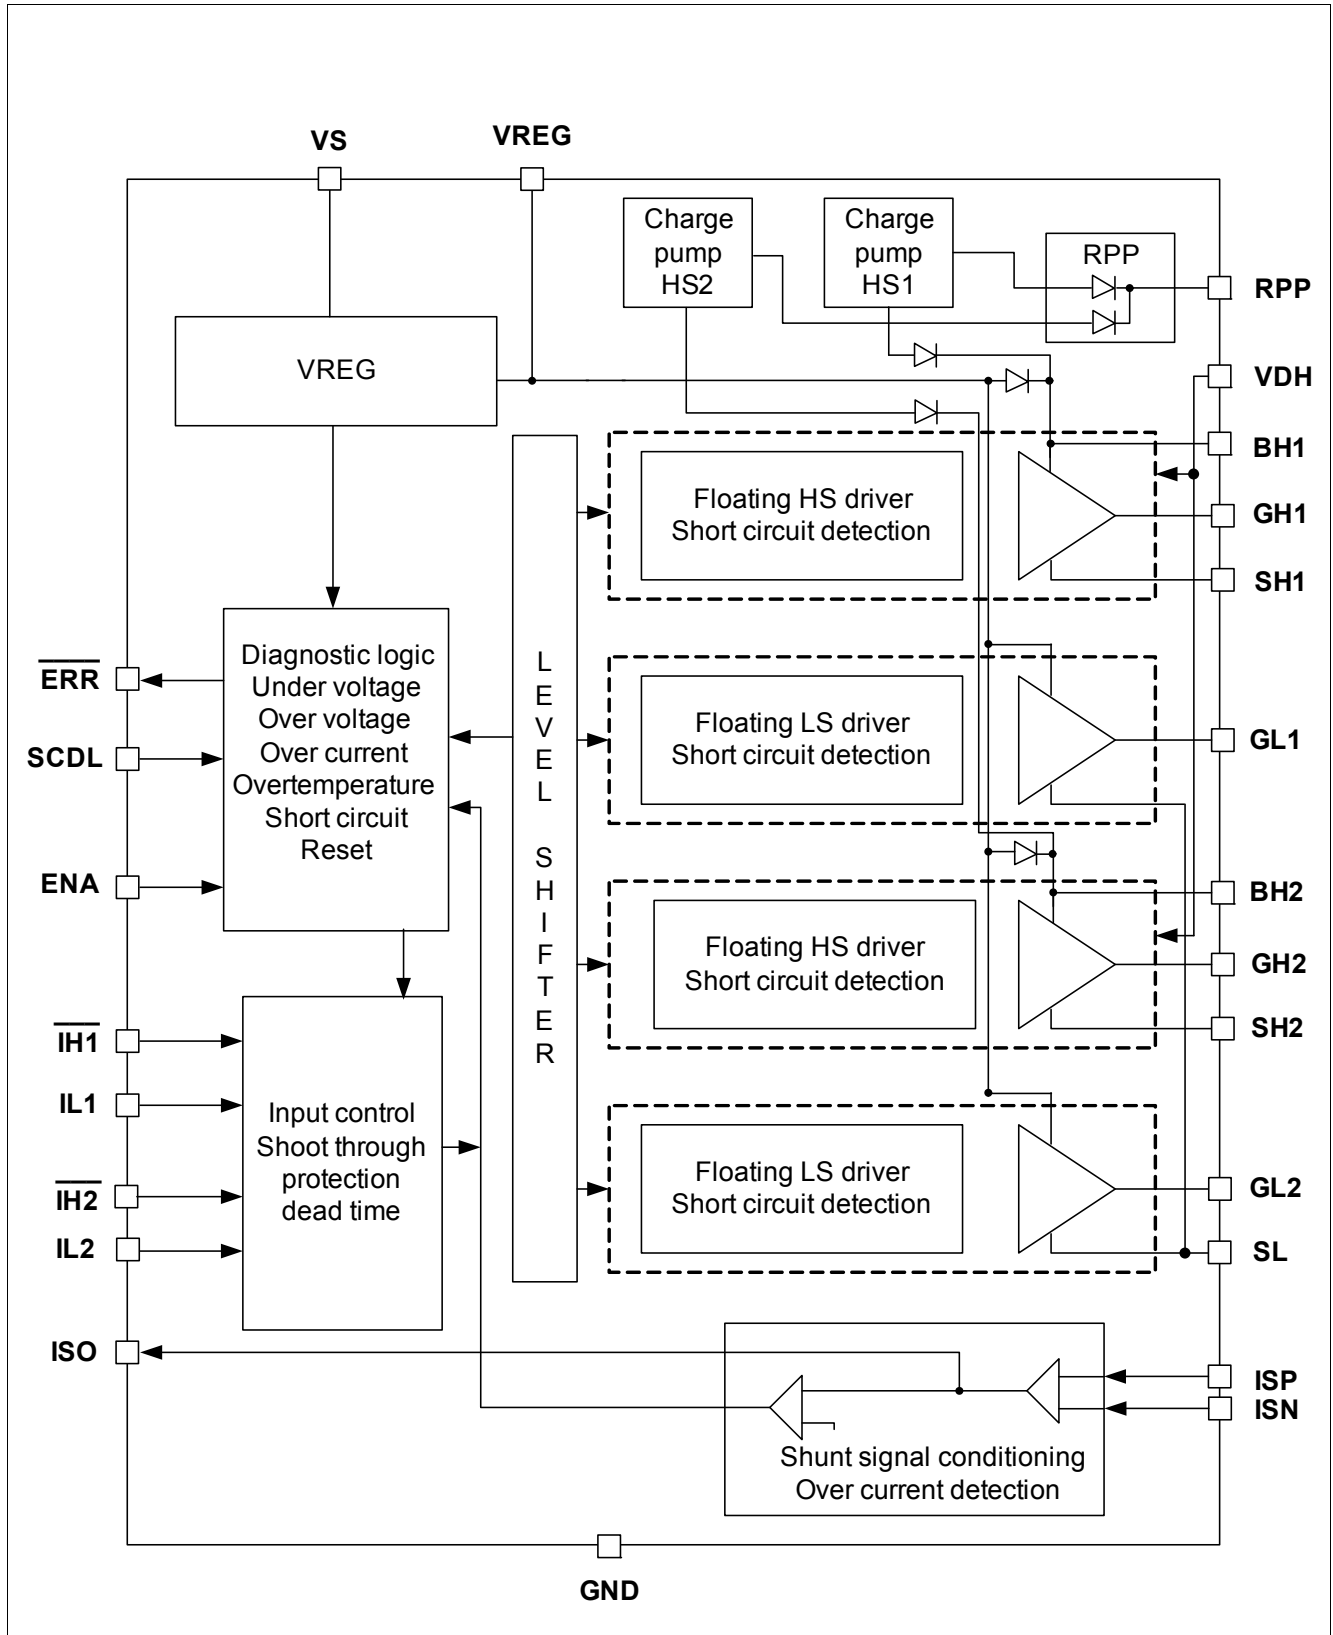 VS
VREG
Charge
pump
HS2
Charge
pump
HS1
RPP
RPP
VREG
VDH
BH1
Floating HS driver
Short circuit detection
GH1
SH1
Diagnostic logic
Under voltage
Over voltage
Over current
Overtemperature
Short circuit
Reset
ERR
SCDL
ENA
LEVEL SHIFTER
Floating LS driver
Short circuit detection
GL1
BH2
Floating HS driver
Short circuit detection
GH2
SH2
IH1
IL1
IH2
IL2
Input control
Shoot through
protection
dead time
Floating LS driver
Short circuit detection
GL2
SL
ISO
ISP
ISN
Shunt signal conditioning
Over current detection
GND